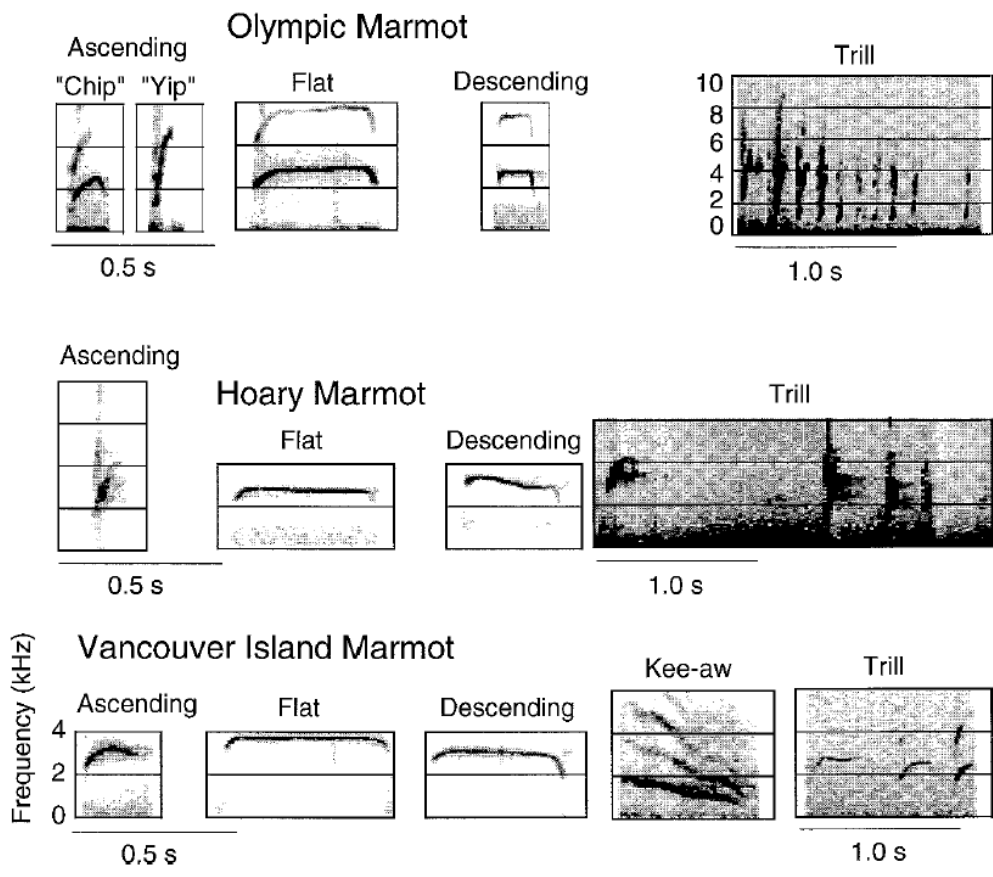 Olympic Marmot
Ascending
"Chip" "Yip"
Flat
Descending
Trill
10
8
6
4
2
0
0.5 s
1.0 s
Hoary Marmot
Ascending
Flat
Descending
Trill
0.5 s
1.0 s
Vancouver Island Marmot
Frequency (kHz)
Ascending
Flat
Descending
Kee-aw
Trill
4
2
0
0.5 s
1.0 s